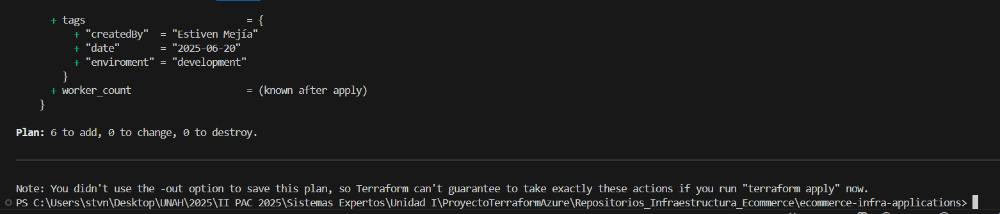 + tags = {
+ "createdBy" = "Estiven Mejía"
+ "date" = "2025-06-20"
+ "enviroment" = "development"
}
+ worker_count = (known after apply)
}
Plan: 6 to add, 0 to change, 0 to destroy.
Note: You didn't use the -out option to save this plan, so Terraform can't guarantee to take exactly these actions if you run "terraform apply" now.
PS C:\Users\stvn\Desktop\UNAH\2025\II PAC 2025\Sistemas Expertos\Unidad I\ProyectoTerraformAzure\Repositorios_Infraestructura_Ecommerce\ecommerce-infra-applications>